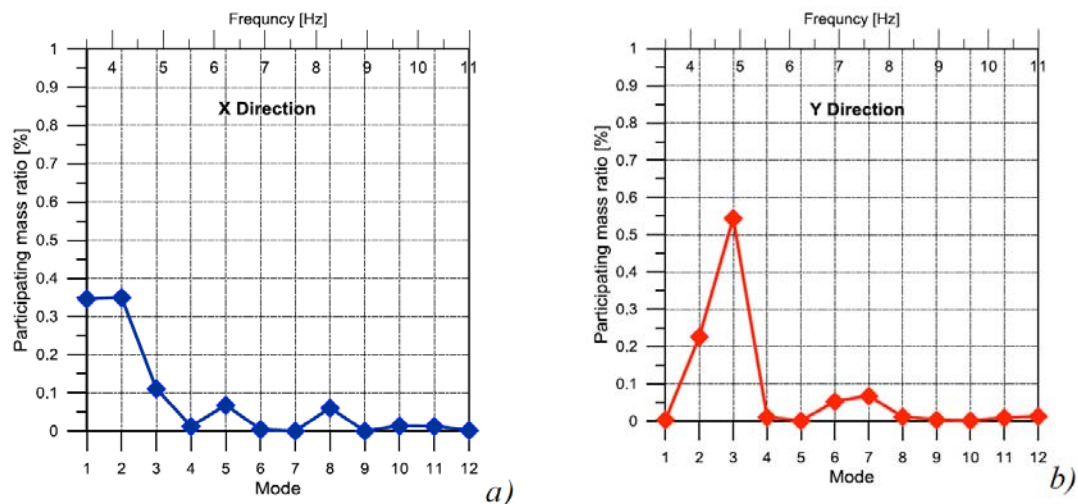 Frequncy [Hz]
4 5 6 7 8 9 10 11
1
0.9
0.8
0.7
0.6
0.5
0.4
0.3
0.2
0.1
0
X Direction
Participating mass ratio [%]
1 2 3 4 5 6 7 8 9 10 11 12
Mode
a)
Frequncy [Hz]
4 5 6 7 8 9 10 11
1
0.9
0.8
0.7
0.6
0.5
0.4
0.3
0.2
0.1
0
Y Direction
Participating mass ratio [%]
1 2 3 4 5 6 7 8 9 10 11 12
Mode
b)